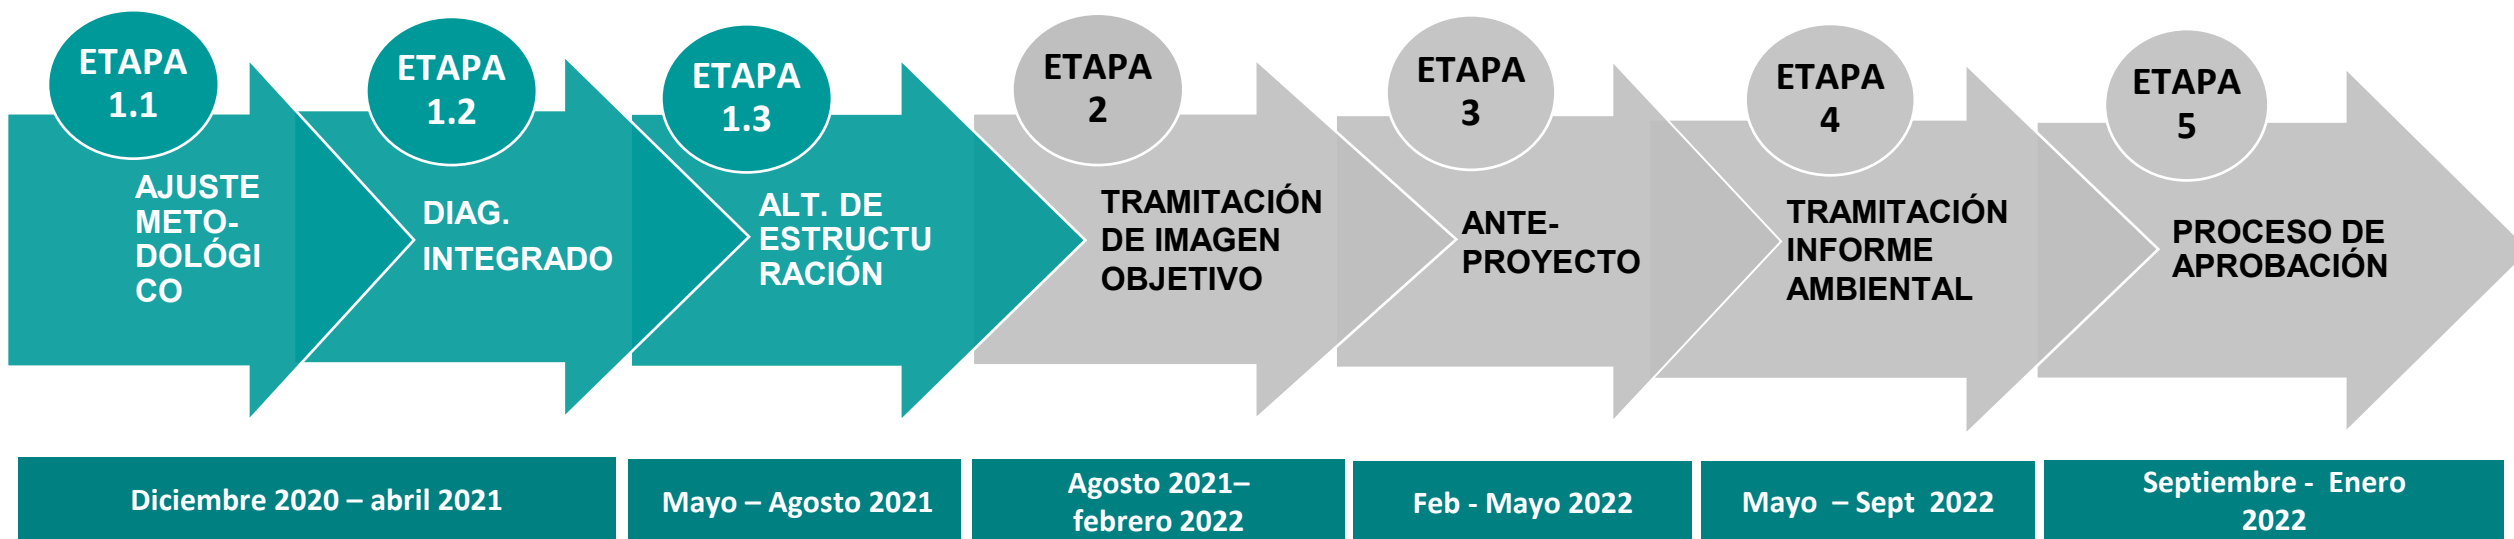 ETAPA
1.1
AJUSTE
METO-
DOLÓGI
CO
ETAPA
1.2
DIAG.
INTEGRADO
ETAPA
1.3
ALT. DE
ESTRUCTU
RACIÓN
ETAPA
2
TRAMITACIÓN
DE IMAGEN
OBJETIVO
ETAPA
3
ANTE-
PROYECTO
ETAPA
4
TRAMITACIÓN
INFORME
AMBIENTAL
ETAPA
5
PROCESO DE
APROBACIÓN
Diciembre 2020 – abril 2021
Mayo – Agosto 2021
Agosto 2021–
febrero 2022
Feb - Mayo 2022
Mayo – Sept 2022
Septiembre - Enero
2022